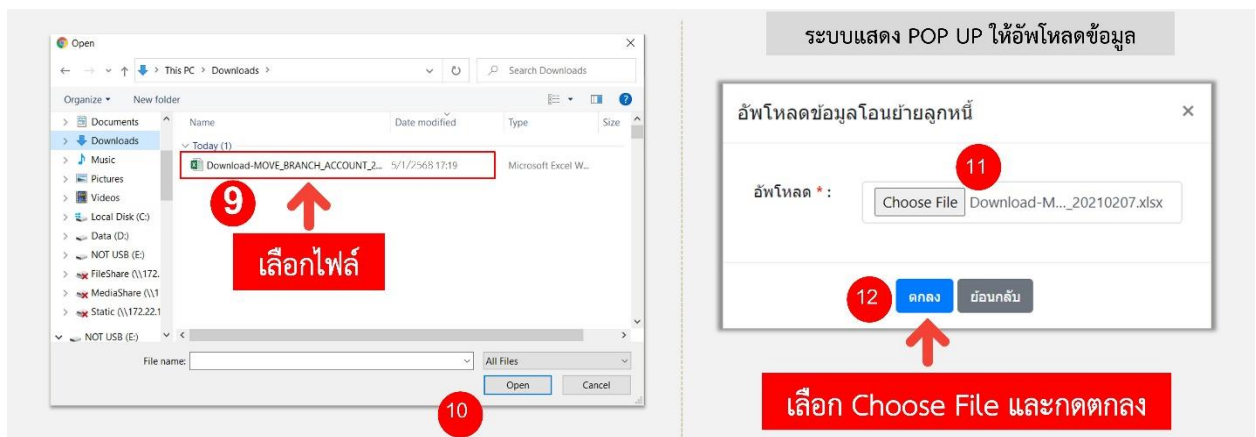 Open
This PC > Downloads >
Search Downloads
Organize
New folder
Name
Date modified
Type
Size
Documents
Downloads
Music
Pictures
Videos
Local Disk (C:)
Data (D:)
NOT USB (E:)
FileShare (\\172.
MediaShare (\\1
Static (\\172.22.1
NOT USB (E:)
Today (1)
Download-MOVE_BRANCH_ACCOUNT_2...
5/1/2568 17:19
Microsoft Excel W...
9
เลือกไฟล์
File name:
All Files
Open
Cancel
10
ระบบแสดง POP UP ให้อัพโหลดข้อมูล
อัพโหลดข้อมูลโอนย้ายลูกหนี้
11
อัพโหลด * :
Choose File Download-M..._20210207.xlsx
12
ตกลง
ย้อนกลับ
เลือก Choose File และกดตกลง